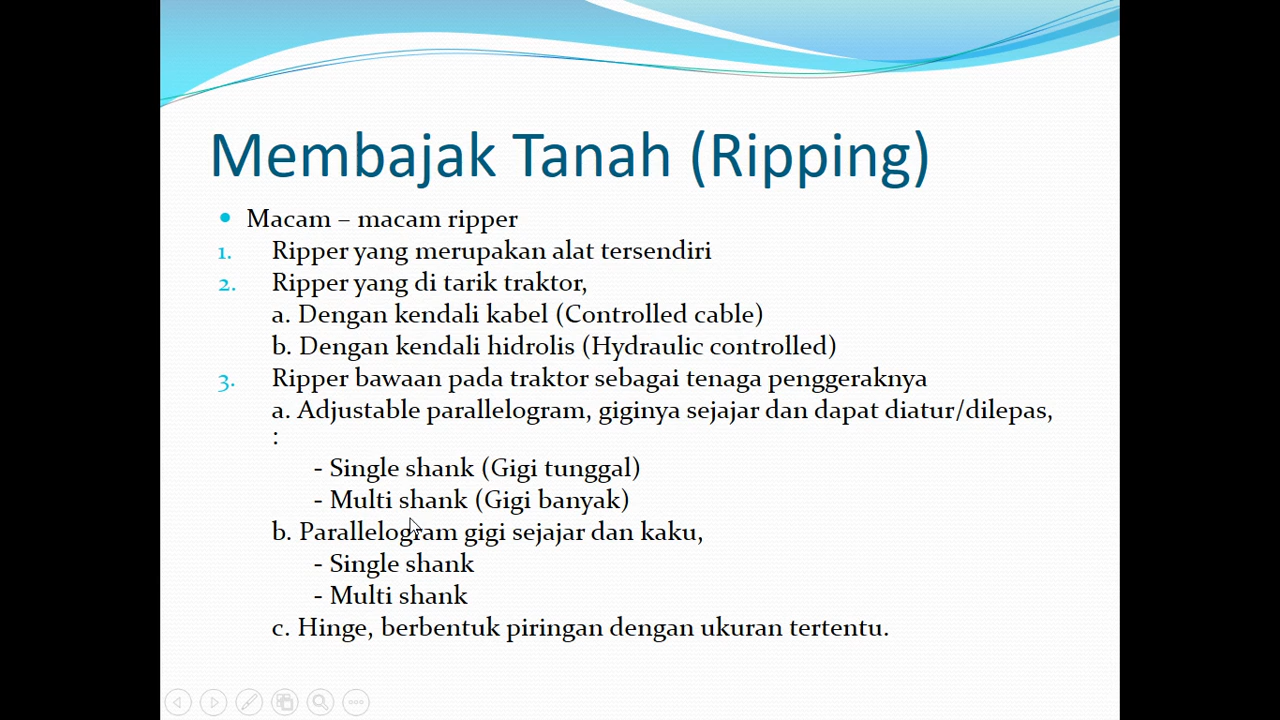 Membajak Tanah (Ripping)
• Macam – macam ripper
1. Ripper yang merupakan alat tersendiri
2. Ripper yang di tarik traktor,
a. Dengan kendali kabel (Controlled cable)
b. Dengan kendali hidrolis (Hydraulic controlled)
3. Ripper bawaan pada traktor sebagai tenaga penggeraknya
a. Adjustable parallelogram, giginya sejajar dan dapat diatur/dilepas,
:
- Single shank (Gigi tunggal)
- Multi shank (Gigi banyak)
b. Parallelogram gigi sejajar dan kaku,
- Single shank
- Multi shank
c. Hinge, berbentuk piringan dengan ukuran tertentu.